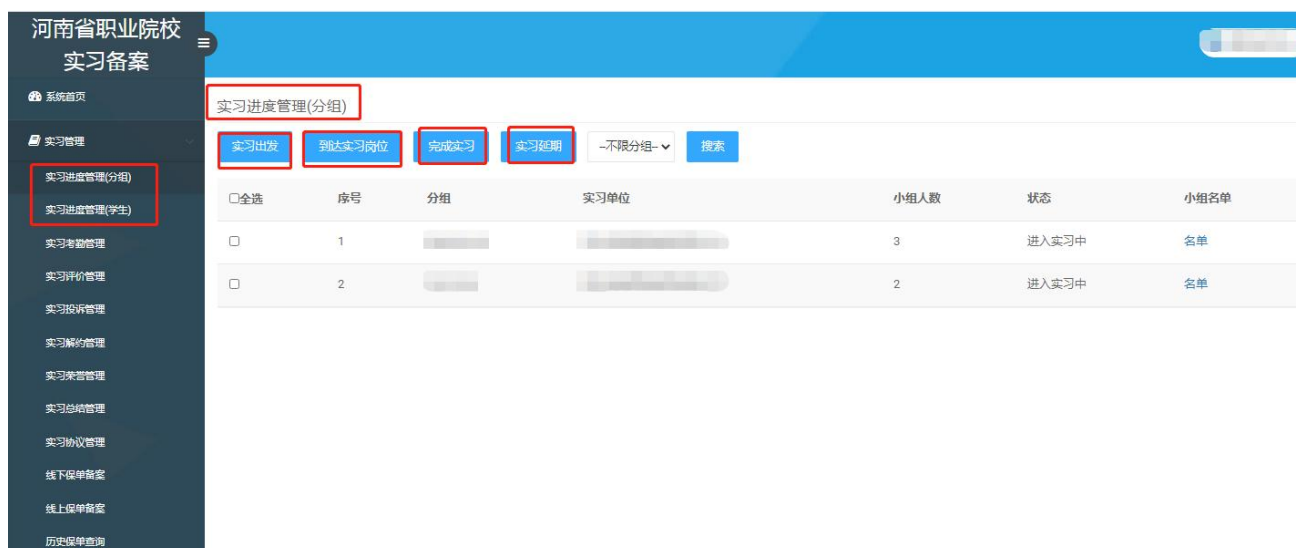 河南省职业院校
实习备案
系统首页
实习管理
实习进度管理(分组)
实习进度管理(学生)
实习考勤管理
实习评价管理
实习投诉管理
实习解约管理
实习荣誉管理
实习总结管理
实习协议管理
线下保单备案
线上保单备案
历史保单查询
实习进度管理(分组)
实习出发 到达实习岗位 完成实习 实习延期 --不限分组-- 搜索
全选 序号 分组 实习单位 小组人数 状态 小组名单
1 3 进入实习中 名单
2 2 进入实习中 名单